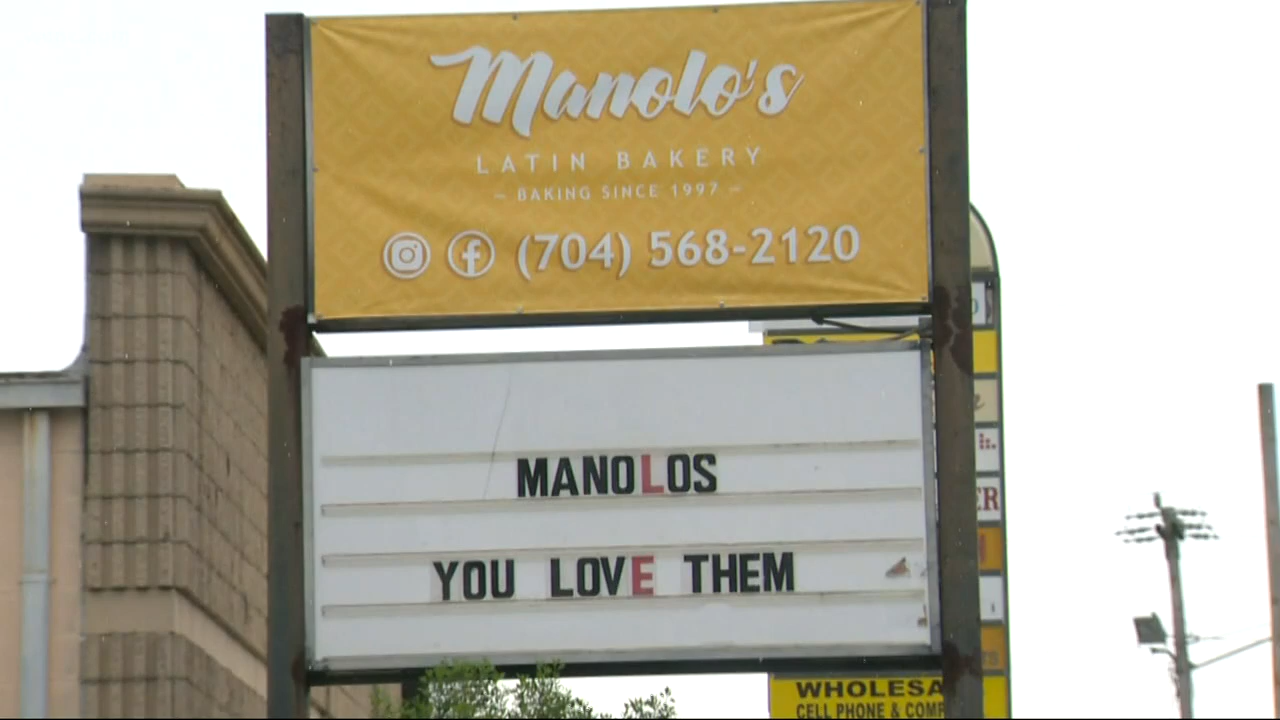 Manolo's
LATIN BAKERY
– BAKING SINCE 1997 –
(704) 568-2120
MANOLOS
YOU LOVE THEM
WHOLESA
CELL PHONE & COMP